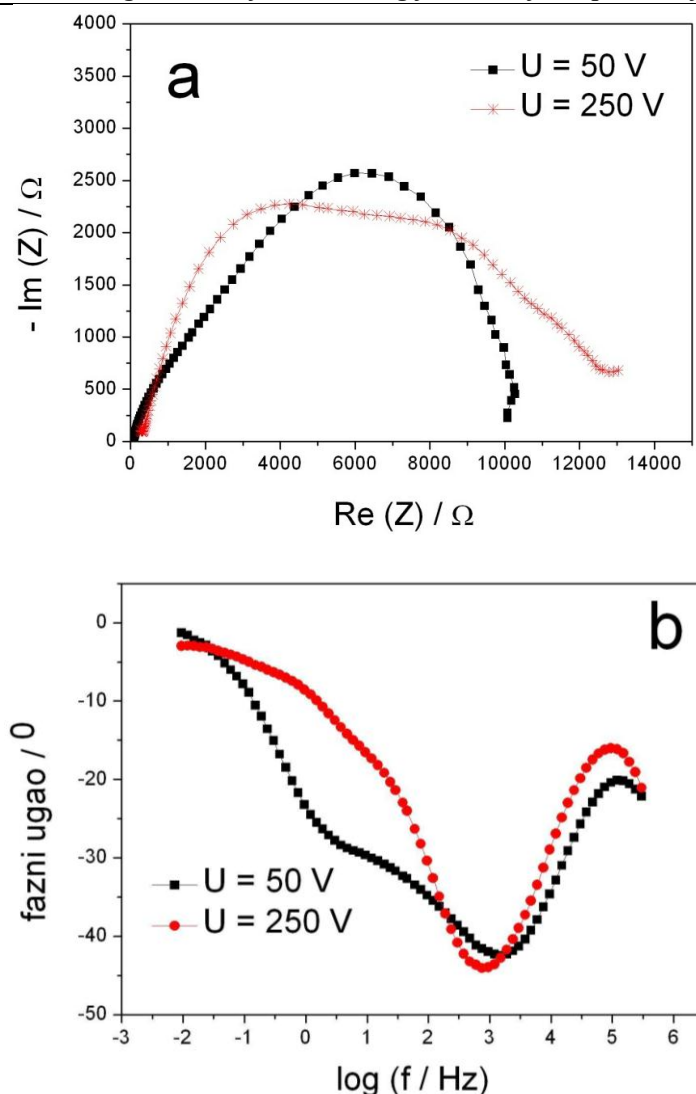 4000
3500
3000
2500
2000
1500
1000
500
0
- Im (Z) / Ω
a
U = 50 V
U = 250 V
0 2000 4000 6000 8000 10000 12000 14000
Re (Z) / Ω
b
0
-10
-20
-30
-40
-50
fazni ugao / 0
U = 50 V
U = 250 V
-3 -2 -1 0 1 2 3 4 5 6
log (f / Hz)